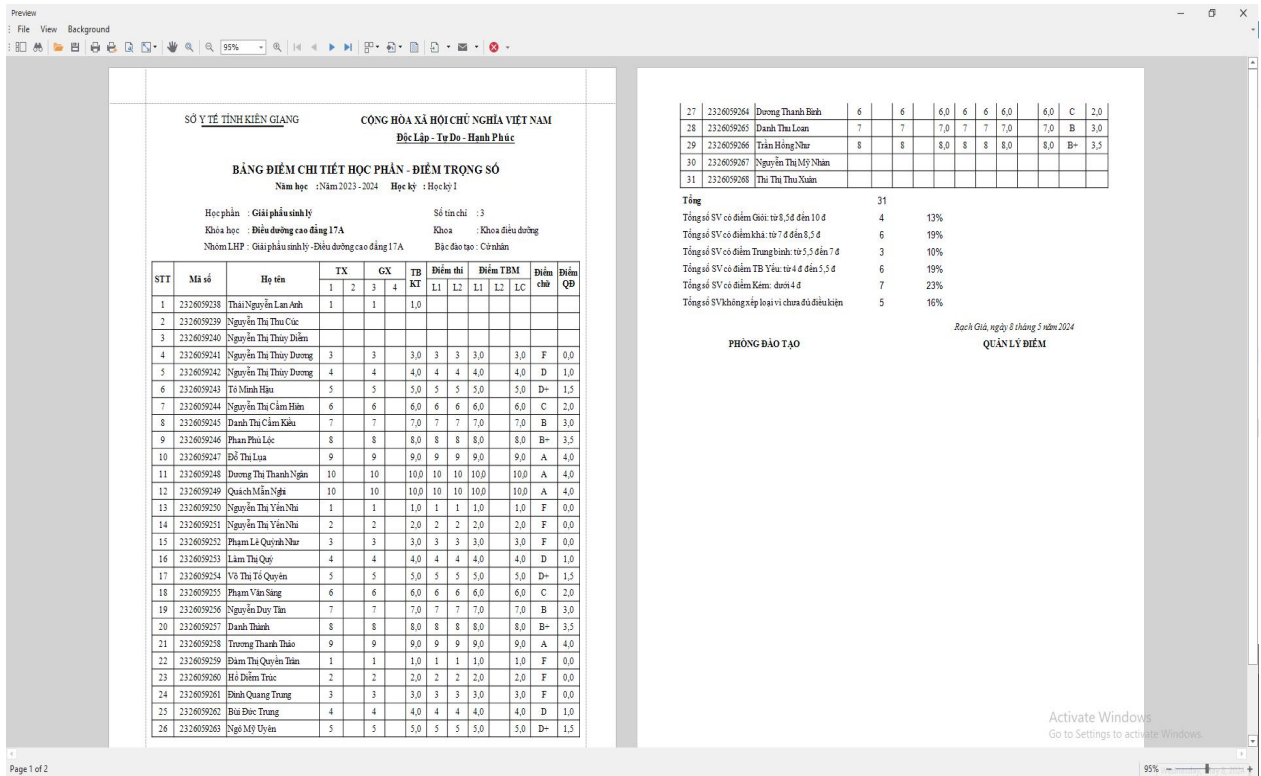 Preview
File View Background
95%
SỞ Y TẾ TỈNH KIÊN GIANG CỘNG HÒA XÃ HỘI CHỦ NGHĨA VIỆT NAM
Độc Lập - Tự Do - Hạnh Phúc
BẢNG ĐIỂM CHI TIẾT HỌC PHẦN - ĐIỂM TRỌNG SỐ
Năm học : Năm 2023 - 2024 Học kỳ : Học kỳ I
Học phần : Giải phẫu sinh lý Số tín chỉ : 3
Khóa học : Điều dưỡng cao đẳng 17A Khoa : Khoa điều dưỡng
Nhóm LHP : Giải phẫu sinh lý -Điều dưỡng cao đẳng 17A Bậc đào tạo : Cử nhân
STT Mã số Họ tên TX GX TB KT Điểm thi Điểm TBM Điểm chữ Điểm QĐ
1 2 3 4 L1 L2 L1 L2 LC
1 2326059238 Thái Nguyễn Lan Anh 1 1 1,0
2 2326059239 Nguyễn Thị Thu Cúc
3 2326059240 Nguyễn Thị Thùy Diễm
4 2326059241 Nguyễn Thị Thùy Dương 3 3 3,0 3 3 3,0 3,0 F 0,0
5 2326059242 Nguyễn Thị Thùy Dương 4 4 4,0 4 4 4,0 4,0 D 1,0
6 2326059243 Tô Minh Hậu 5 5 5,0 5 5 5,0 5,0 D+ 1,5
7 2326059244 Nguyễn Thị Cẩm Hiên 6 6 6,0 6 6 6,0 6,0 C 2,0
8 2326059245 Danh Thị Cẩm Kiều 7 7 7,0 7 7 7,0 7,0 B 3,0
9 2326059246 Phan Phú Lộc 8 8 8,0 8 8 8,0 8,0 B+ 3,5
10 2326059247 Đỗ Thị Lụa 9 9 9,0 9 9 9,0 9,0 A 4,0
11 2326059248 Dương Thị Thanh Ngân 10 10 10,0 10 10 10,0 10,0 A 4,0
12 2326059249 Quách Mẫn Nghi 10 10 10,0 10 10 10,0 10,0 A 4,0
13 2326059250 Nguyễn Thị Yến Nhi 1 1 1,0 1 1 1,0 1,0 F 0,0
14 2326059251 Nguyễn Thị Yến Nhi 2 2 2,0 2 2 2,0 2,0 F 0,0
15 2326059252 Phạm Lê Quỳnh Như 3 3 3,0 3 3 3,0 3,0 F 0,0
16 2326059253 Lâm Thị Quý 4 4 4,0 4 4 4,0 4,0 D 1,0
17 2326059254 Võ Thị Tố Quyên 5 5 5,0 5 5 5,0 5,0 D+ 1,5
18 2326059255 Phạm Văn Sàng 6 6 6,0 6 6 6,0 6,0 C 2,0
19 2326059256 Nguyễn Duy Tân 7 7 7,0 7 7 7,0 7,0 B 3,0
20 2326059257 Danh Thành 8 8 8,0 8 8 8,0 8,0 B+ 3,5
21 2326059258 Trương Thanh Thảo 9 9 9,0 9 9 9,0 9,0 A 4,0
22 2326059259 Đàm Thị Quyền Trân 1 1 1,0 1 1 1,0 1,0 F 0,0
23 2326059260 Hồ Diễm Trúc 2 2 2,0 2 2 2,0 2,0 F 0,0
24 2326059261 Đinh Quang Trung 3 3 3,0 3 3 3,0 3,0 F 0,0
25 2326059262 Bùi Đức Trung 4 4 4,0 4 4 4,0 4,0 D 1,0
26 2326059263 Ngô Mỹ Uyên 5 5 5,0 5 5 5,0 5,0 D+ 1,5
27 2326059264 Dương Thanh Bình 6 6 6,0 6 6 6,0 6,0 C 2,0
28 2326059265 Danh Thu Loan 7 7 7,0 7 7 7,0 7,0 B 3,0
29 2326059266 Trần Hồng Như 8 8 8,0 8 8 8,0 8,0 B+ 3,5
30 2326059267 Nguyễn Thị Mỹ Nhàn
31 2326059268 Thi Thị Thu Xuân
Tổng 31
Tổng số SV có điểm Giỏi: từ 8,5đ đến 10 đ 4 13%
Tổng số SV có điểm khá: từ 7 đ đến 8,5 đ 6 19%
Tổng số SV có điểm Trung bình: từ 5,5 đến 7 đ 3 10%
Tổng số SV có điểm TB Yếu: từ 4 đ đến 5,5 đ 6 19%
Tổng số SV có điểm Kém: dưới 4 đ 7 23%
Tổng số SV không xếp loại vì chưa đủ điều kiện 5 16%
Rạch Giá, ngày 8 tháng 5 năm 2024
PHÒNG ĐÀO TẠO QUẢN LÝ ĐIỂM
Activate Windows
Go to Settings to activate Windows.
Page 1 of 2 95%